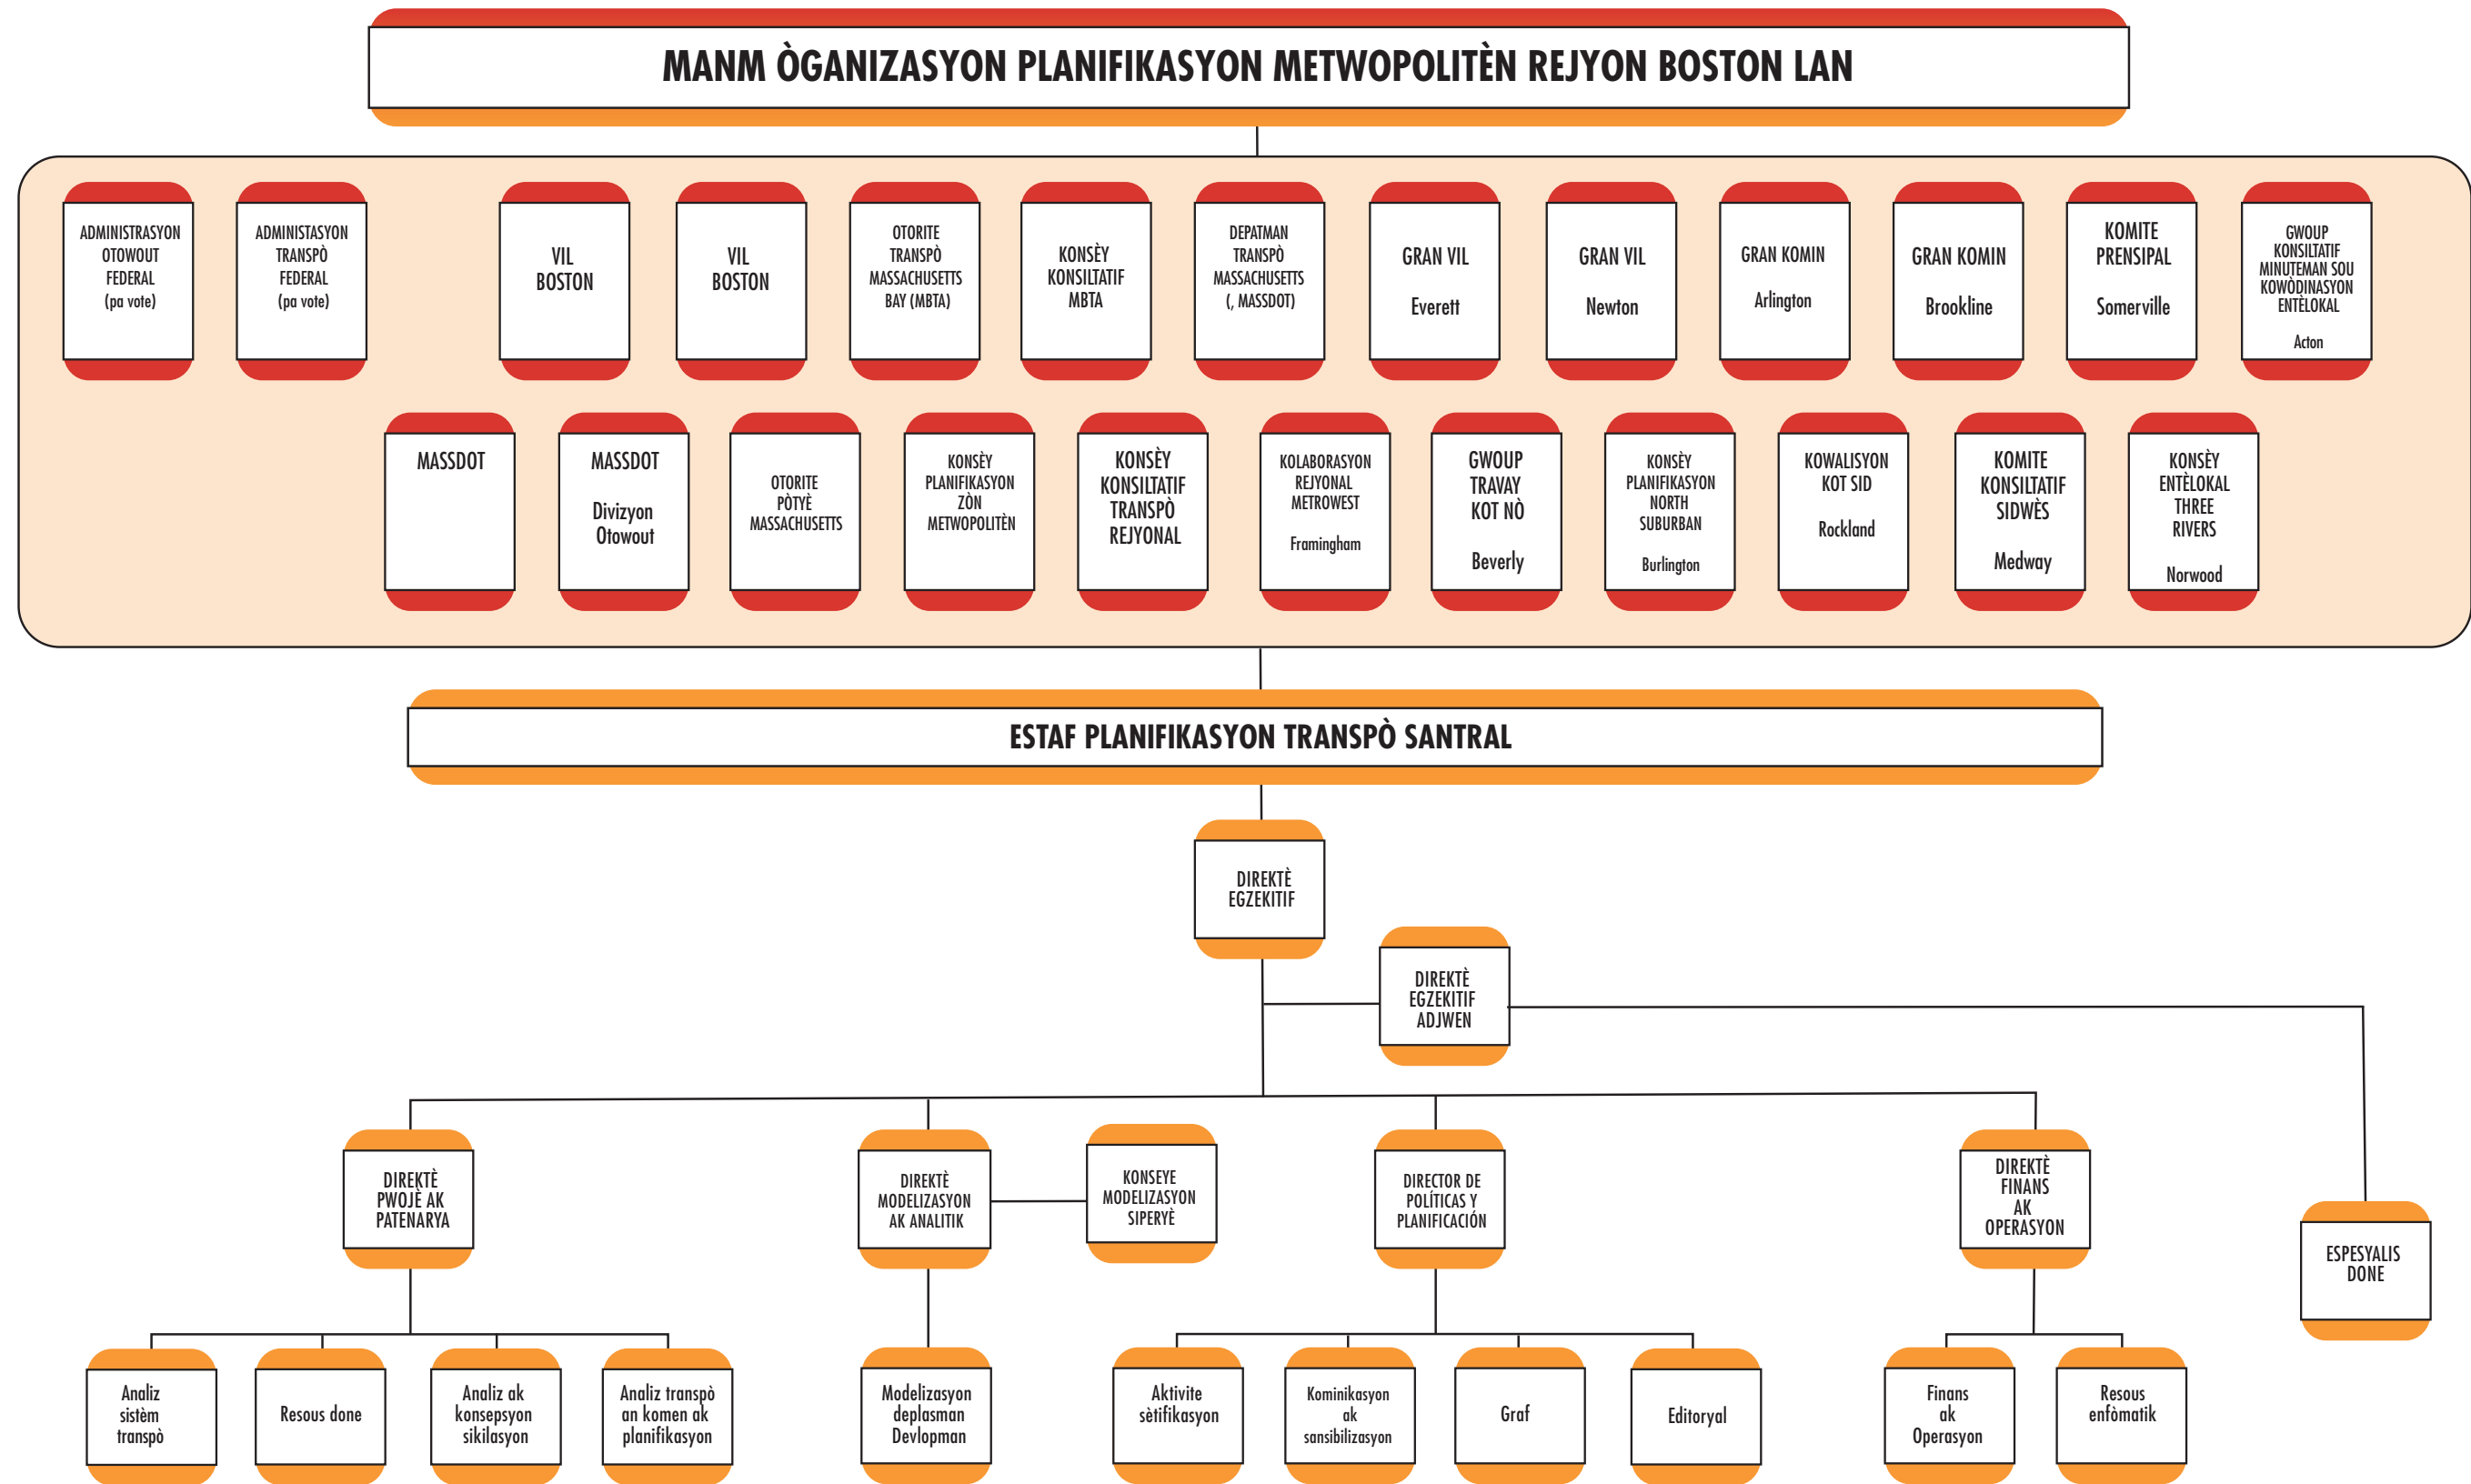 MANM ÒGANIZASYON PLANIFIKASYON METWOPOLITÈN REJYON BOSTON LAN
ADMINISTRASYON
OTOWOUT
FEDERAL
(pa vote)
ADMINISTASYON
TRANSPÒ
FEDERAL
(pa vote)
VIL
BOSTON
VIL
BOSTON
OTORITE
TRANSPÒ
MASSACHUSETTS
BAY (MBTA)
KONSÈY
KONSILTATIF
MBTA
DEPATMAN
TRANSPÒ
MASSACHUSETTS
(, MASSDOT)
GRAN VIL
Everett
GRAN VIL
Newton
GRAN KOMIN
Arlington
GRAN KOMIN
Brookline
KOMITE
PRENSIPAL
Somerville
GWOUP
KONSILTATIF
MINUTEMAN SOU
KOWÒDINASYON
ENTÈLOKAL
Acton
MASSDOT
MASSDOT
Divizyon
Otowout
OTORITE
PÒTYÈ
MASSACHUSETTS
KONSÈY
PLANIFIKASYON
ZÒN
METWOPOLITÈN
KONSÈY
KONSILTATIF
TRANSPÒ
REJYONAL
KOLABORASYON
REJYONAL
METROWEST
Framingham
GWOUP
TRAVAY
KOT NÒ
Beverly
KONSÈY
PLANIFIKASYON
NORTH
SUBURBAN
Burlington
KOWALISYON
KOT SID
Rockland
KOMITE
KONSILTATIF
SIDWÈS
Medway
KONSÈY
ENTÈLOKAL
THREE
RIVERS
Norwood
ESTAF PLANIFIKASYON TRANSPÒ SANTRAL
DIREKTÈ
EGZEKITIF
DIREKTÈ
EGZEKITIF
ADJWEN
DIREKTÈ
PWOJÈ AK
PATENARYA
DIREKTÈ
MODELIZASYON
AK ANALITIK
KONSEYE
MODELIZASYON
SIPERYÈ
DIRECTOR DE
POLÍTICAS Y
PLANIFICACIÓN
DIREKTÈ
FINANS
AK
OPERASYON
ESPESYALIS
DONE
Analiz
sistèm
transpò
Resous done
Analiz ak
konsepsyon
sikilasyon
Analiz transpò
an komen ak
planifikasyon
Modelizasyon
deplasman
Devlopman
Aktivite
sètifikasyon
Kominikasyon
ak
sansibilizasyon
Graf
Editoryal
Finans
ak
Operasyon
Resous
enfòmatik